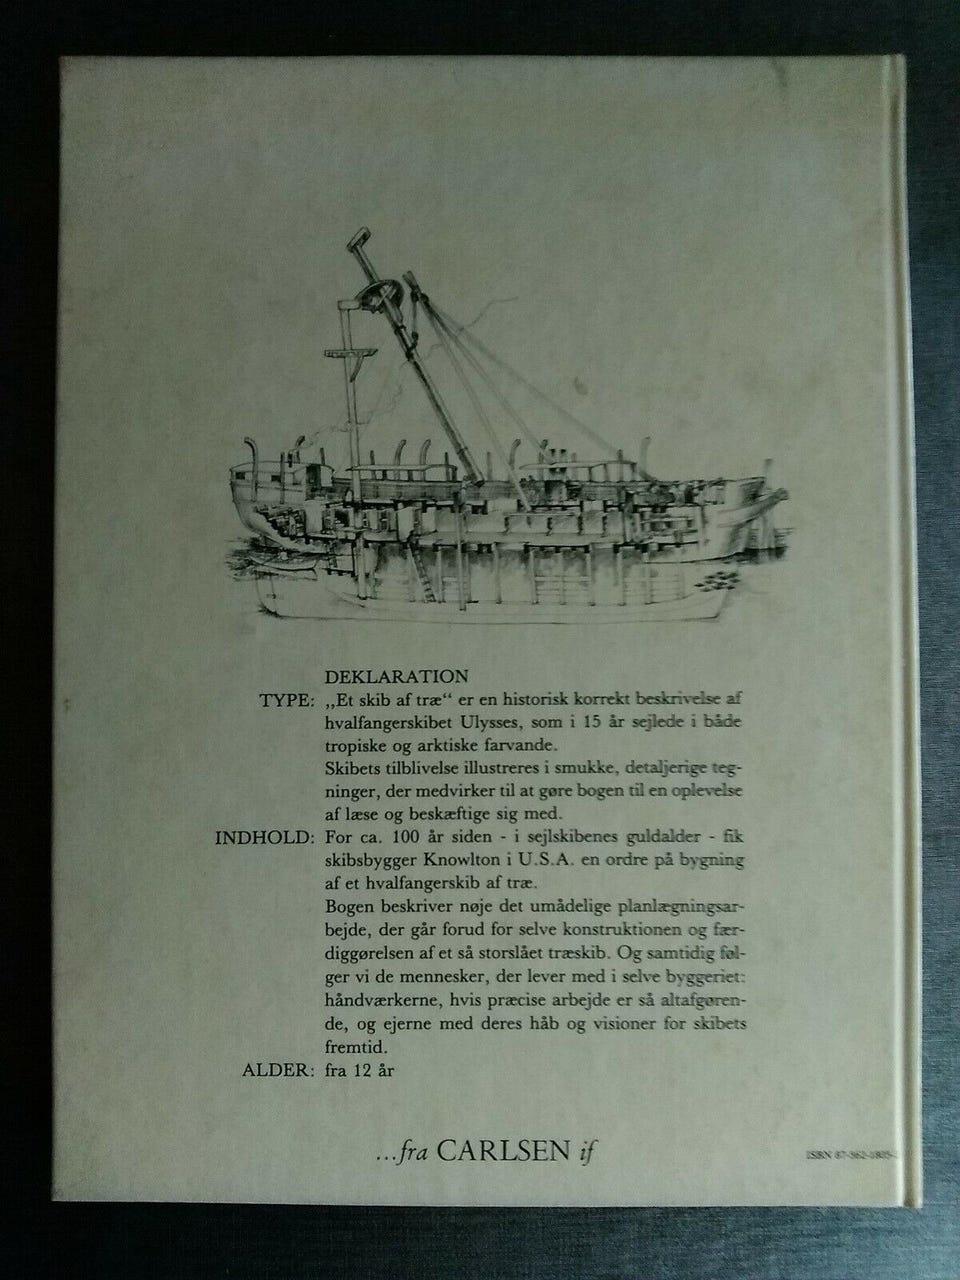 DEKLARATION
TYPE: „Et skib af træ“ er en historisk korrekt beskrivelse af
hvalfangerskibet Ulysses, som i 15 år sejlede i både
tropiske og arktiske farvande.
Skibets tilblivelse illustreres i smukke, detaljerige teg-
ninger, der medvirker til at gøre bogen til en oplevelse
af læse og beskæftige sig med.
INDHOLD: For ca. 100 år siden - i sejlskibenes guldalder - fik
skibsbygger Knowlton i U.S.A. en ordre på bygning
af et hvalfangerskib af træ.
Bogen beskriver nøje det umådelige planlægningsar-
bejde, der går forud for selve konstruktionen og fær-
diggørelsen af et så storslået træskib. Og samtidig føl-
ger vi de mennesker, der lever med i selve byggeriet:
håndværkerne, hvis præcise arbejde er så altafgøren-
de, og ejerne med deres håb og visioner for skibets
fremtid.
ALDER: fra 12 år
...fra CARLSEN if
ISBN